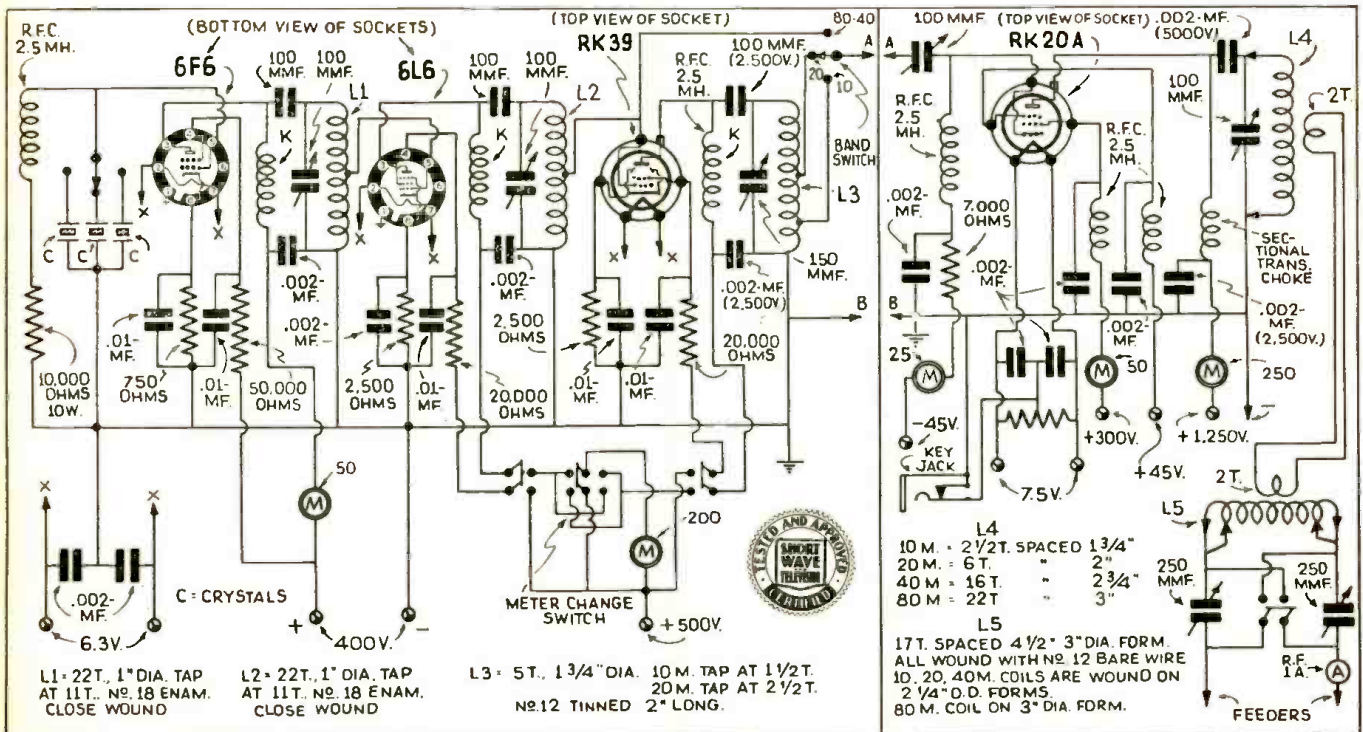 R.F.C.
2.5 MH.
(BOTTOM VIEW OF SOCKETS)
6F6
100
MMF.
100
MMF.
L1
6L6
100
MMF.
100
MMF.
L2
(TOP VIEW OF SOCKET)
RK39
R.F.C.
2.5
MH.
100 MMF.
(2,500V.)
80-40
A
20
10
BAND
SWITCH
K
K
K
L3
C
C
C
X
X
X
X
X
X
.002-
MF.
.002-
MF.
.002-MF.
(2,500V.)
150
MMF.
B
10,000
OHMS
10W.
.01-
MF.
750
OHMS
.01-
MF.
50,000
OHMS
.002-
MF.
2,500
OHMS
.01-
MF.
2,500
OHMS
20,000
OHMS
.01-
MF.
.01-
MF.
20,000
OHMS
50
M
200
M
X
X
.002-
MF.
6.3V.
C = CRYSTALS
+
400V.
-
METER CHANGE
SWITCH
+500V.
TESTED AND APPROVED
SHORT
WAVE
AND
TELEVISION
CERTIFIED
L1= 22T., 1" DIA. TAP
AT 11T., Nº. 18 ENAM.
CLOSE WOUND
L2= 22T., 1" DIA. TAP
AT 11T., Nº. 18 ENAM.
CLOSE WOUND
L3= 5T., 1 3/4" DIA. 10 M. TAP AT 1 1/2T.
20 M. TAP AT 2 1/2T.
Nº.12 TINNED 2" LONG.
100 MMF.
(TOP VIEW OF SOCKET)
RK20A
.002-MF.
(5000V.)
L4
2T.
A
R.F.C.
2.5
MH.
100
MMF.
R.F.C.
2.5
MH.
.002-
MF.
7,000
OHMS
.002-
MF.
SEC-
TIONAL
TRANS.
CHOKE
B
.002-
MF.
.002-
MF.
(2,500V.)
25
M
M
50
M
250
-
-45V.
KEY
JACK
7.5V.
+300V.
+45V.
+1,250V.
2T.
L5
L4
10 M. = 2 1/2T. SPACED 1 3/4"
20 M. = 6 T. " 2"
40 M = 16T. " 2 3/4"
80 M = 22T " 3"
L5
17T. SPACED 4 1/2" 3" DIA. FORM.
ALL WOUND WITH Nº 12 BARE WIRE
10, 20, 40M. COILS ARE WOUND ON
2 1/4" O.D. FORMS.
80 M. COIL ON 3" DIA. FORM.
250
MMF.
250
MMF.
R.F.
1A.
A
FEEDERS